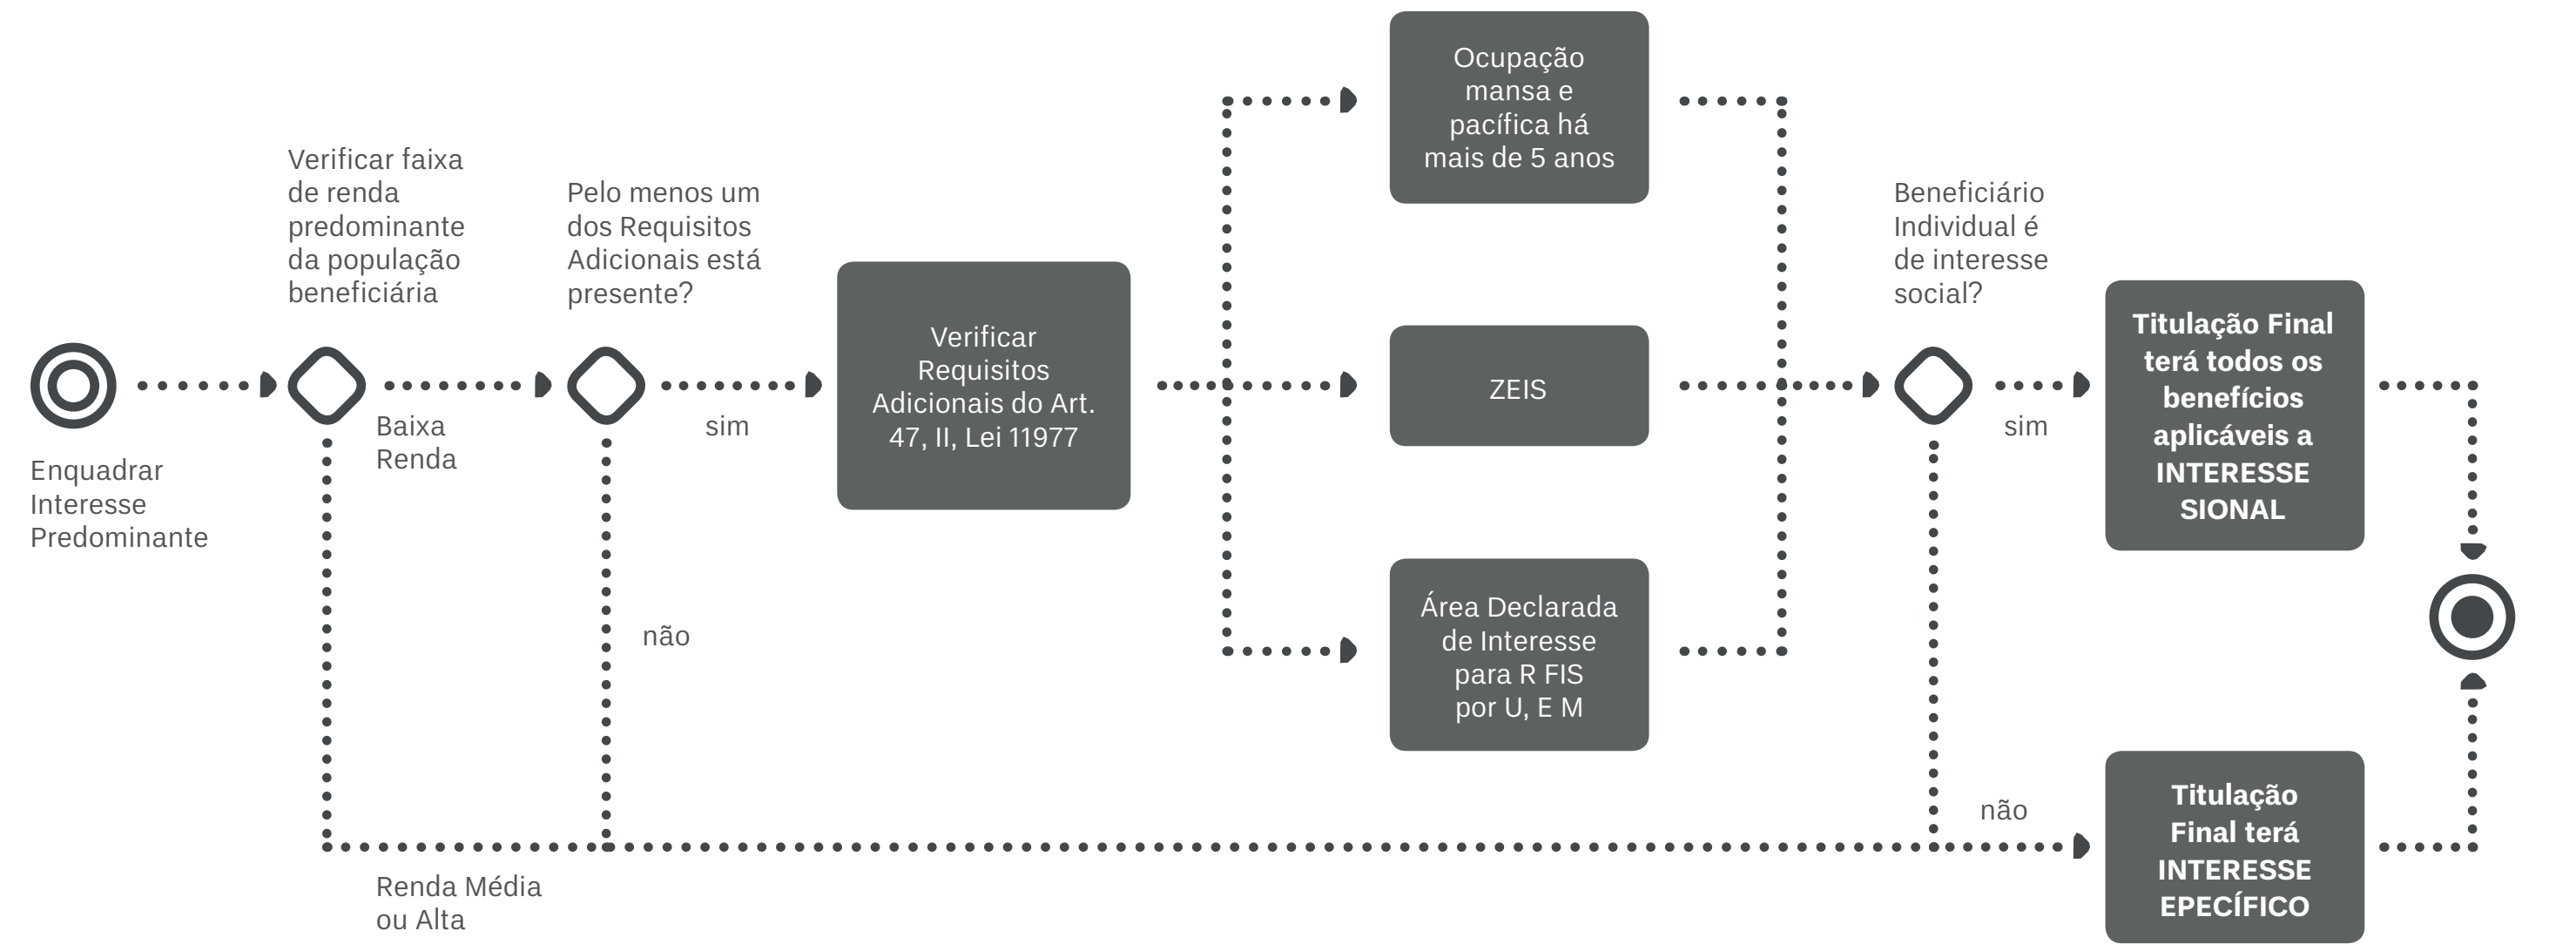 Enquadrar
Interesse
Predominante
Verificar faixa
de renda
predominante
da população
beneficiária
Baixa
Renda
Renda Média
ou Alta
Pelo menos um
dos Requisitos
Adicionais está
presente?
sim
não
Verificar
Requisitos
Adicionais do Art.
47, II, Lei 11977
Ocupação
mansa e
pacífica há
mais de 5 anos
ZEIS
Área Declarada
de Interesse
para R FIS
por U, E M
Beneficiário
Individual é
de interesse
social?
sim
não
Titulação Final
terá todos os
benefícios
aplicáveis a
INTERESSE
SIONAL
Titulação
Final terá
INTERESSE
EPECÍFICO